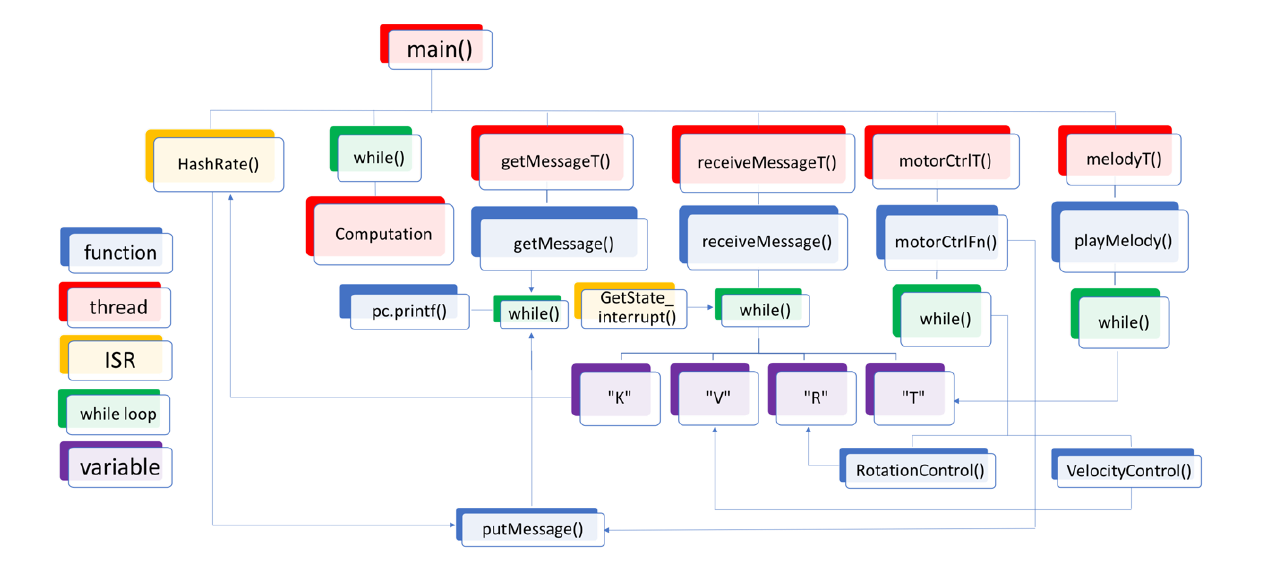 main()
HashRate()
while()
getMessageT()
receiveMessageT()
motorCtrlT()
melodyT()
Computation
getMessage()
receiveMessage()
motorCtrlFn()
playMelody()
function
thread
ISR
while loop
variable
pc.printf()
while()
GetState_
interrupt()
while()
while()
while()
"K"
"V"
"R"
"T"
RotationControl()
VelocityControl()
putMessage()